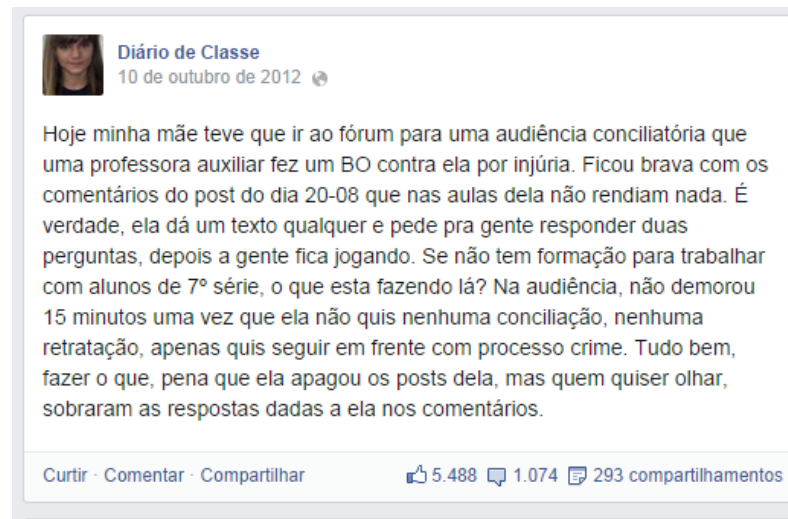 Diário de Classe
10 de outubro de 2012
Hoje minha mãe teve que ir ao fórum para uma audiência conciliatória que
uma professora auxiliar fez um BO contra ela por injúria. Ficou brava com os
comentários do post do dia 20-08 que nas aulas dela não rendiam nada. É
verdade, ela dá um texto qualquer e pede pra gente responder duas
perguntas, depois a gente fica jogando. Se não tem formação para trabalhar
com alunos de 7º série, o que esta fazendo lá? Na audiência, não demorou
15 minutos uma vez que ela não quis nenhuma conciliação, nenhuma
retratação, apenas quis seguir em frente com processo crime. Tudo bem,
fazer o que, pena que ela apagou os posts dela, mas quem quiser olhar,
sobraram as respostas dadas a ela nos comentários.
Curtir · Comentar · Compartilhar 5.488 1.074 293 compartilhamentos